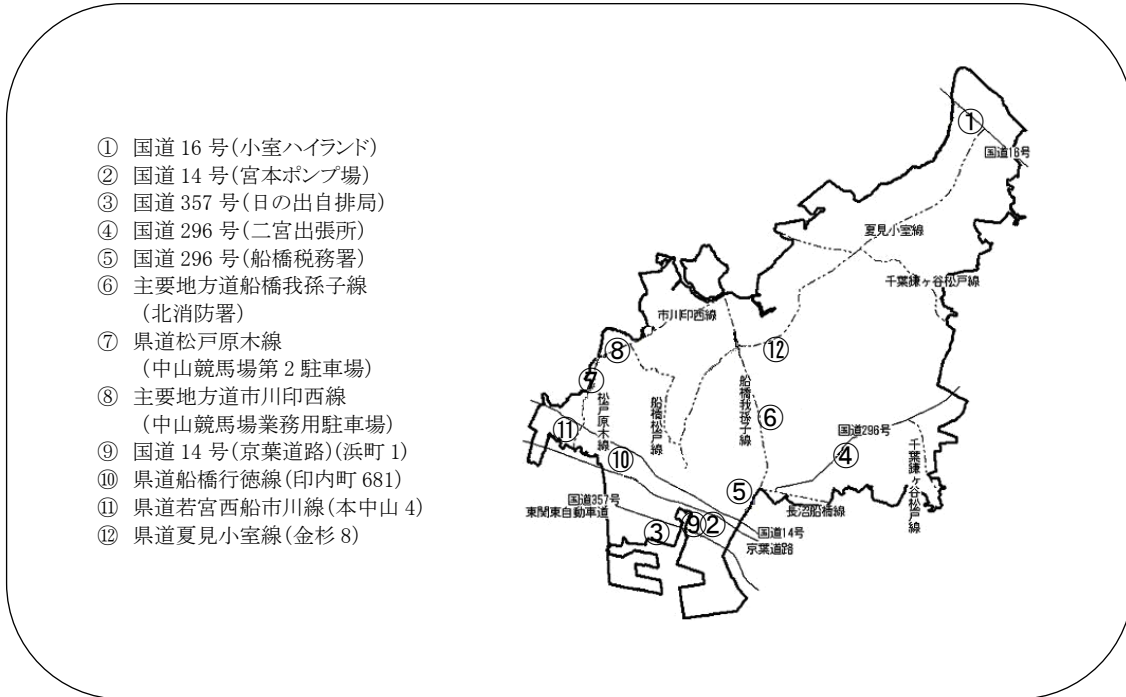 ① 国道 16 号(小室ハイランド)
② 国道 14 号(宮本ポンプ場)
③ 国道 357 号(日の出自排局)
④ 国道 296 号(二宮出張所)
⑤ 国道 296 号(船橋税務署)
⑥ 主要地方道船橋我孫子線
(北消防署)
⑦ 県道松戸原木線
(中山競馬場第 2 駐車場)
⑧ 主要地方道市川印西線
(中山競馬場業務用駐車場)
⑨ 国道 14 号(京葉道路)(浜町 1)
⑩ 県道船橋行徳線(印内町 681)
⑪ 県道若宮西船市川線(本中山 4)
⑫ 県道夏見小室線(金杉 8)
①
国道16号
夏見小室線
千葉鎌ヶ谷松戸線
市川印西線
⑧
⑫
⑦
松戸原木線
船橋松戸線
船橋我孫子線
⑥
⑪
⑩
国道296号
④
千葉鎌ヶ谷松戸線
⑤
長沼船橋線
国道357号
東関東自動車道
③
⑨
②
国道14号
京葉道路